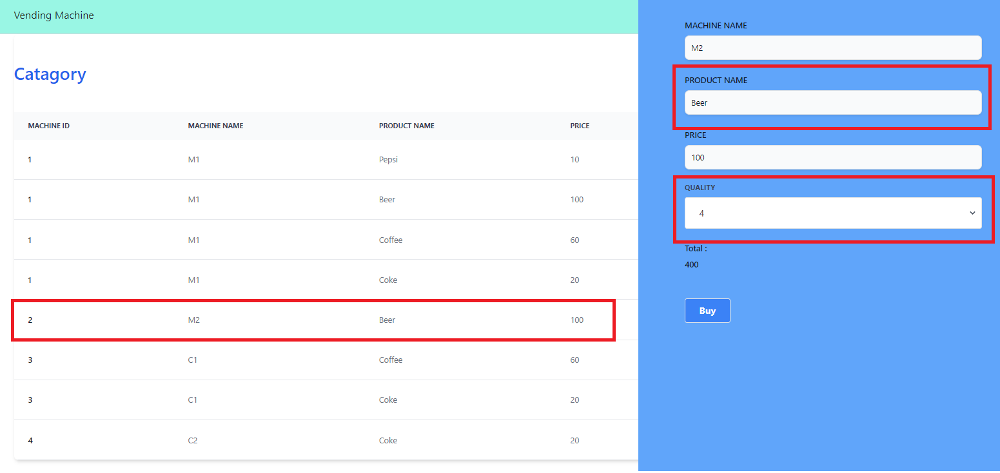 Vending Machine
Catagory
MACHINE ID MACHINE NAME PRODUCT NAME PRICE
1 M1 Pepsi 10
1 M1 Beer 100
1 M1 Coffee 60
1 M1 Coke 20
2 M2 Beer 100
3 C1 Coffee 60
3 C1 Coke 20
4 C2 Coke 20
MACHINE NAME
M2
PRODUCT NAME
Beer
PRICE
100
QUALITY
4
Total :
400
Buy